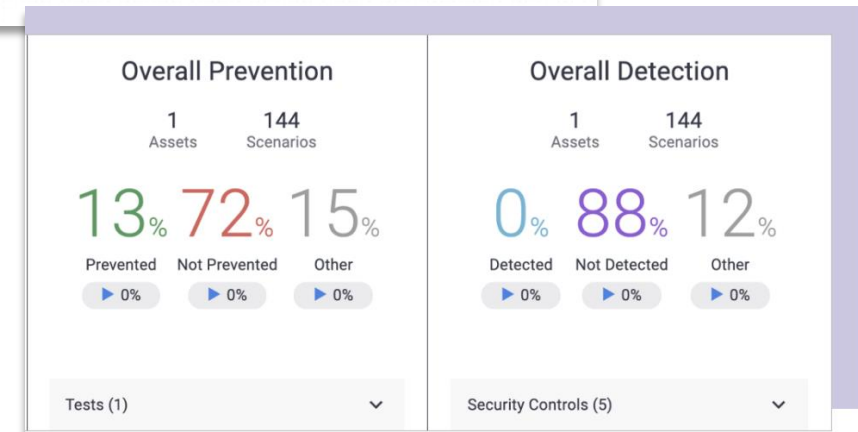 Overall Prevention
1 144
Assets Scenarios
13% 72% 15%
Prevented Not Prevented Other
0% 0% 0%
Tests (1)
Overall Detection
1 144
Assets Scenarios
0% 88% 12%
Detected Not Detected Other
0% 0% 0%
Security Controls (5)